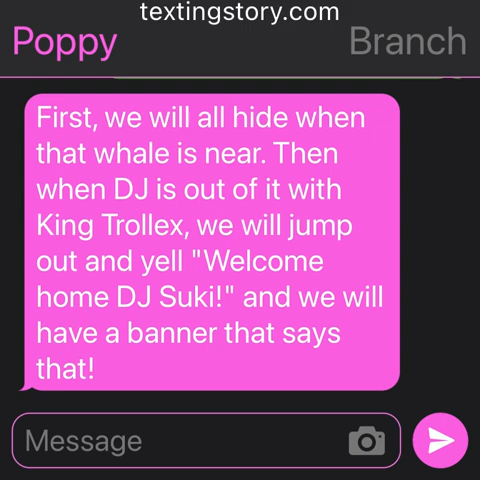 textingstory.com
Poppy Branch
First, we will all hide when
that whale is near. Then
when DJ is out of it with
King Trollex, we will jump
out and yell "Welcome
home DJ Suki!" and we will
have a banner that says
that!
Message